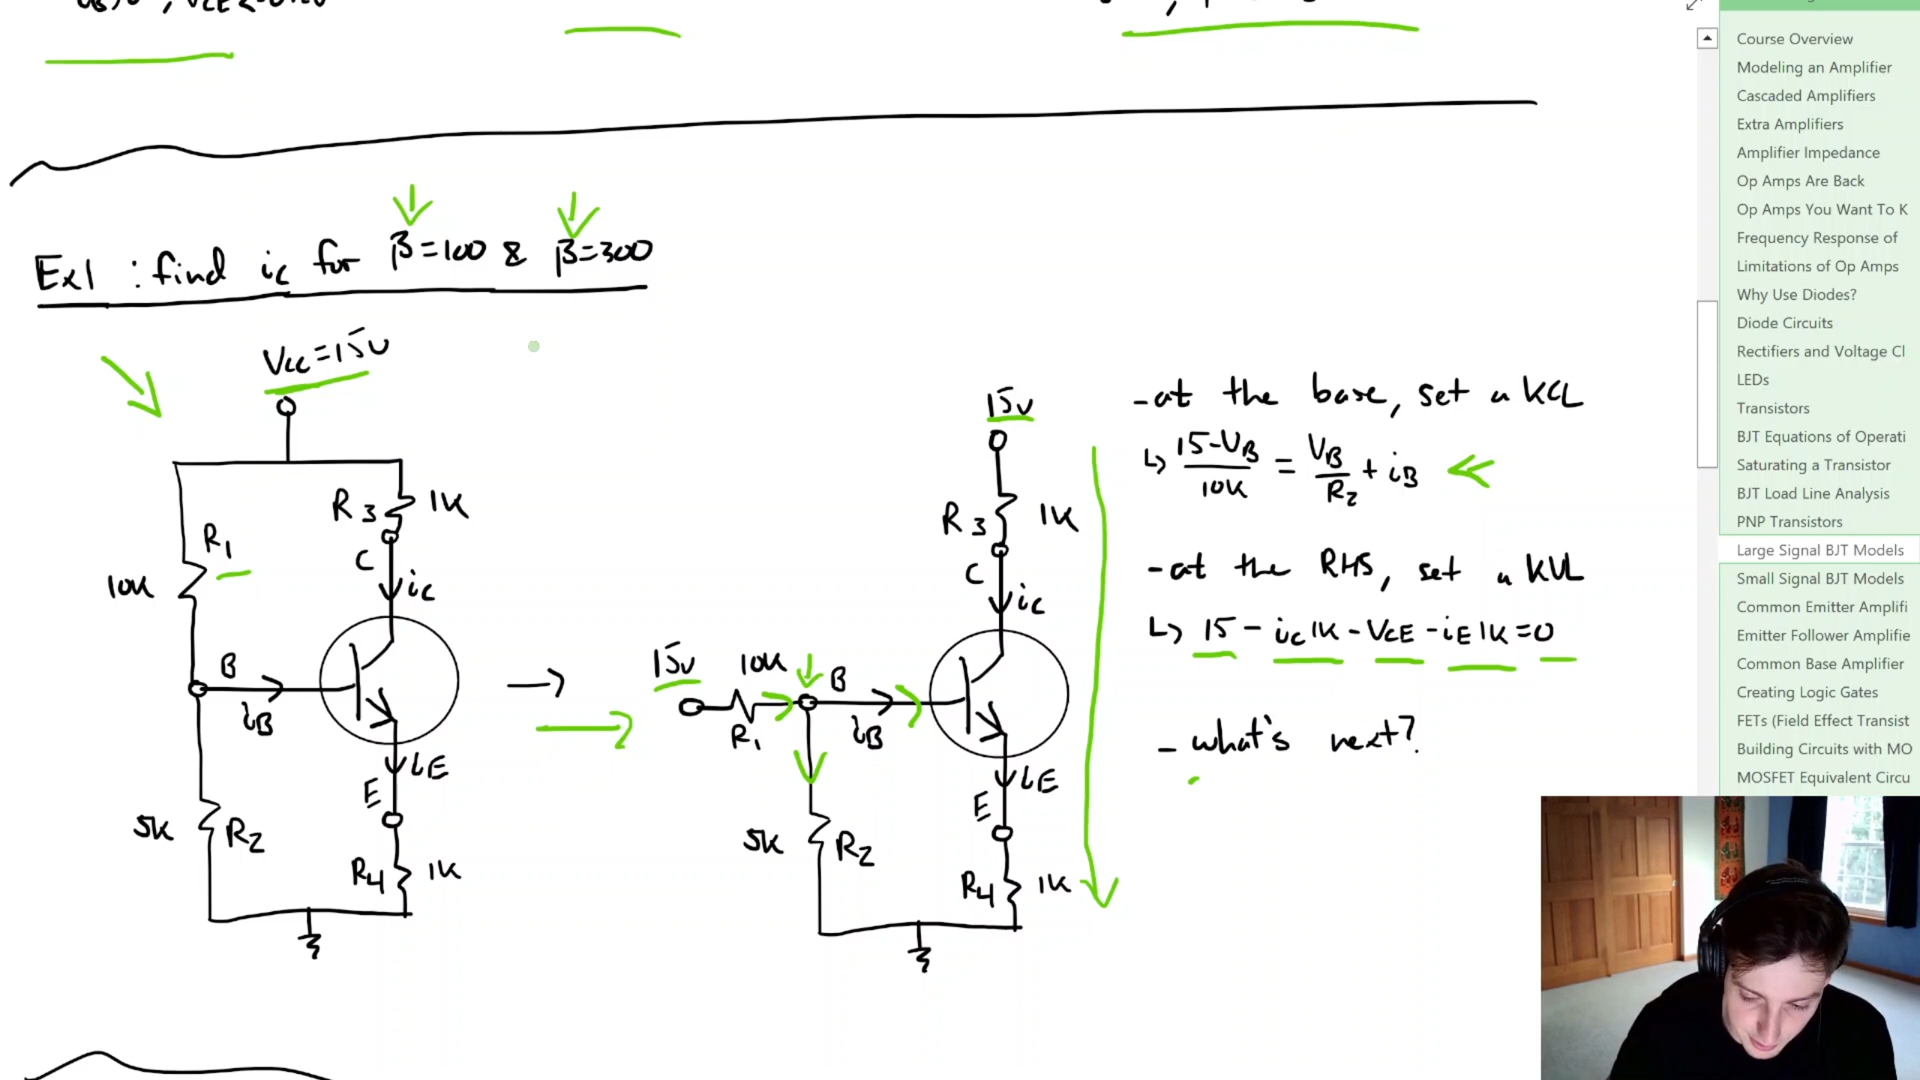 Ex1 : find ic for β=100 & β=300
Vcc=15v
R3 1K
C
ic
R1
10K
B
iB
iE
E
5K R2
R4 1K
15v
R3 1K
C
ic
15v 10K B
R1 iB
iE
E
5K R2
R4 1K
-at the base, set a KCL
↳ 15-VB/10K = VB/R2 + iB
-at the RHS, set a KVL
↳ 15 - ic1K - VCE - iE1K = 0
- what's next?
Course Overview
Modeling an Amplifier
Cascaded Amplifiers
Extra Amplifiers
Amplifier Impedance
Op Amps Are Back
Op Amps You Want To K
Frequency Response of
Limitations of Op Amps
Why Use Diodes?
Diode Circuits
Rectifiers and Voltage Cl
LEDs
Transistors
BJT Equations of Operati
Saturating a Transistor
BJT Load Line Analysis
PNP Transistors
Large Signal BJT Models
Small Signal BJT Models
Common Emitter Amplifi
Emitter Follower Amplifie
Common Base Amplifier
Creating Logic Gates
FETs (Field Effect Transist
Building Circuits with MO
MOSFET Equivalent Circu